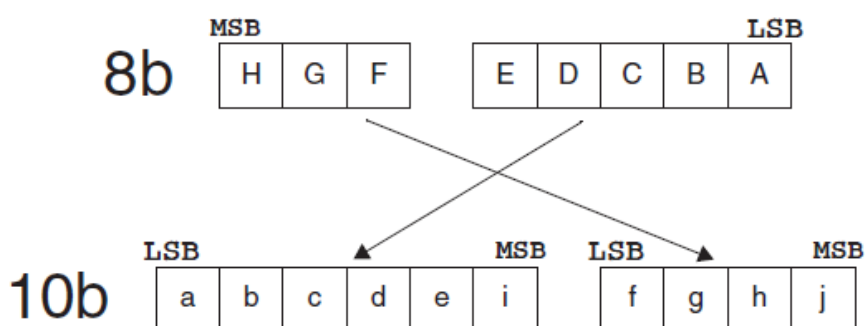 MSB LSB
8b H G F E D C B A
LSB MSB LSB MSB
10b a b c d e i f g h j